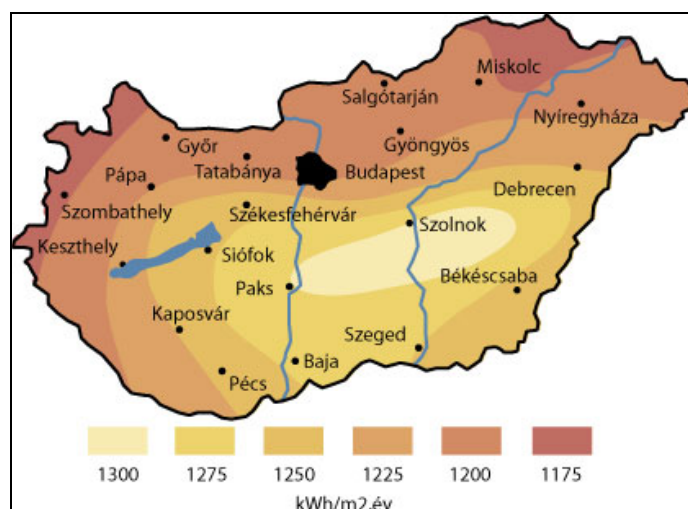 Miskolc
Salgótarján
Nyíregyháza
Győr
Gyöngyös
Tatabánya
Budapest
Pápa
Debrecen
Szombathely
Székesfehérvár
Szolnok
Keszthely
Siófok
Békéscsaba
Paks
Kaposvár
Szeged
Baja
Pécs
1300 1275 1250 1225 1200 1175
kWh/m2.év